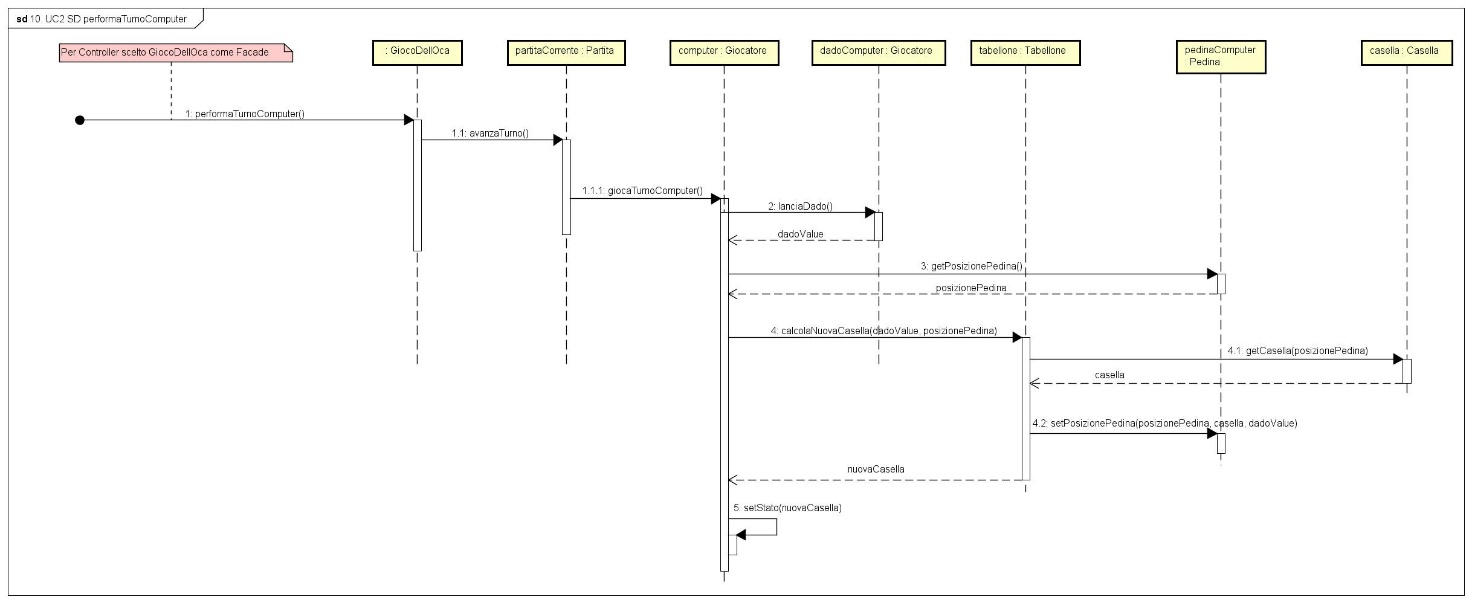 sd 10. UC2 SD performaTurnoComputer
Per Controller scelto GiocoDellOca come Facade
: GiocoDellOca
partitaCorrente : Partita
computer : Giocatore
dadoComputer : Giocatore
tabellone : Tabellone
pedinaComputer
: Pedina
casella : Casella
1: performaTurnoComputer()
1.1: avanzaTurno()
1.1.1: giocaTurnoComputer()
2: lanciaDado()
dadoValue
3: getPosizionePedina()
posizionePedina
4: calcolaNuovaCasella(dadoValue, posizionePedina)
4.1: getCasella(posizionePedina)
casella
4.2: setPosizionePedina(posizionePedina, casella, dadoValue)
nuovaCasella
5: setStato(nuovaCasella)